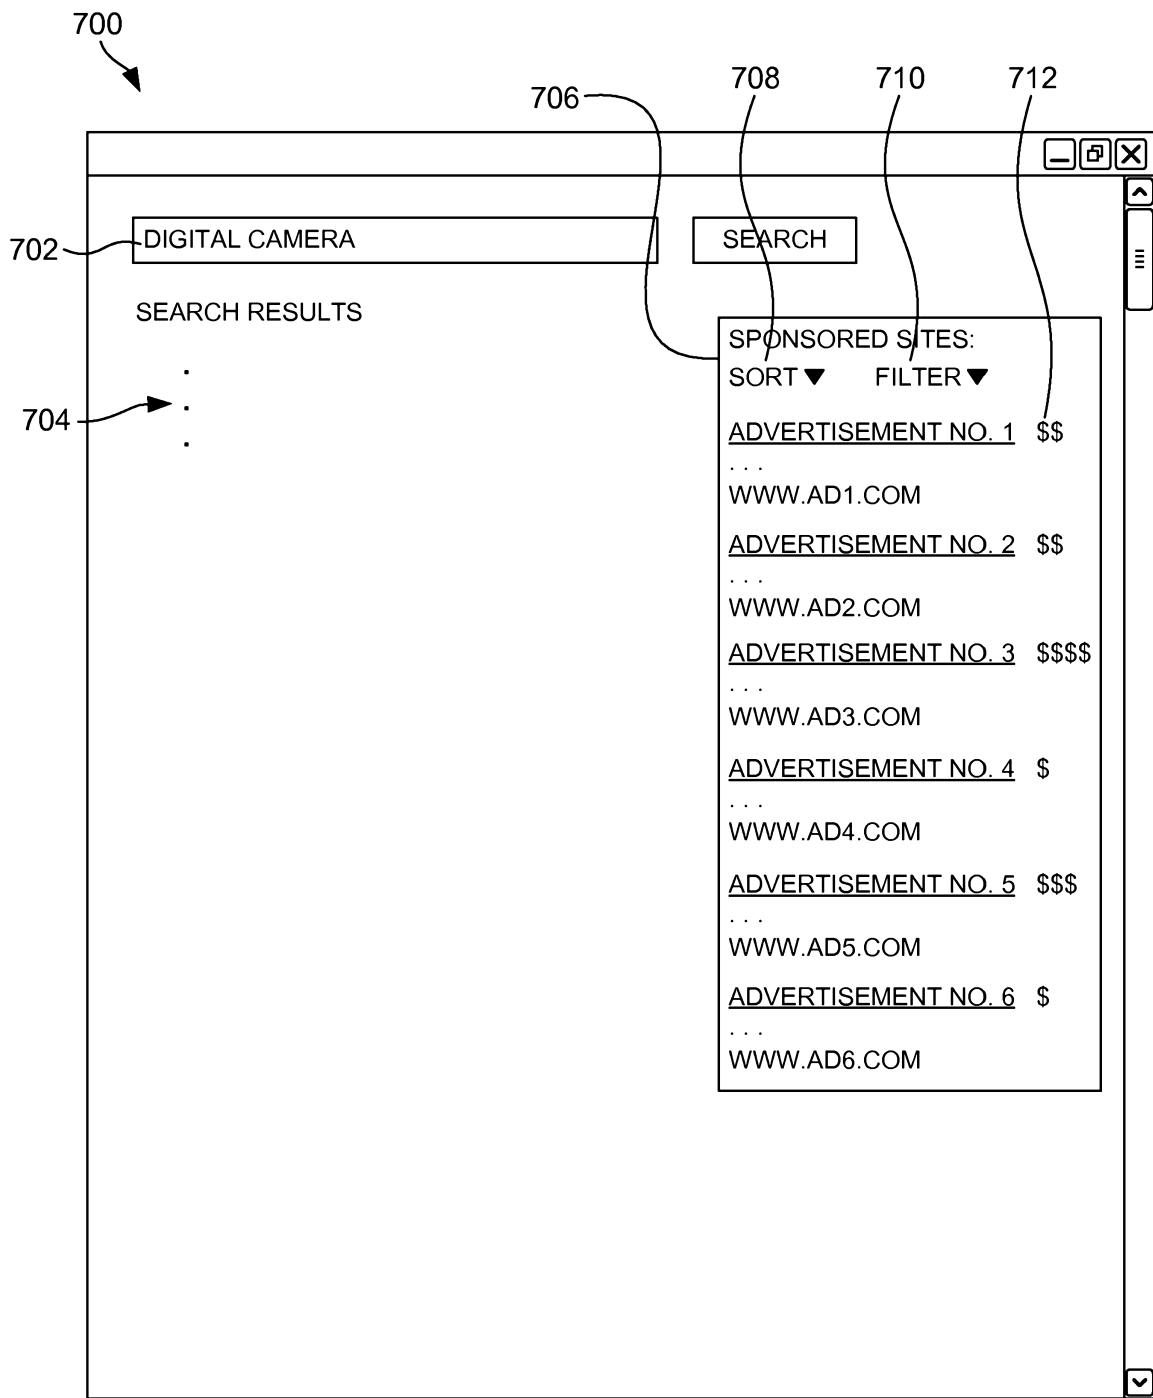 700
706 708 710 712
702 DIGITAL CAMERA SEARCH
SEARCH RESULTS
704
SPONSORED SITES:
SORT ▼ FILTER ▼
ADVERTISEMENT NO. 1 $$
. . .
WWW.AD1.COM
ADVERTISEMENT NO. 2 $$
. . .
WWW.AD2.COM
ADVERTISEMENT NO. 3 $$$$
. . .
WWW.AD3.COM
ADVERTISEMENT NO. 4 $
. . .
WWW.AD4.COM
ADVERTISEMENT NO. 5 $$$
. . .
WWW.AD5.COM
ADVERTISEMENT NO. 6 $
. . .
WWW.AD6.COM